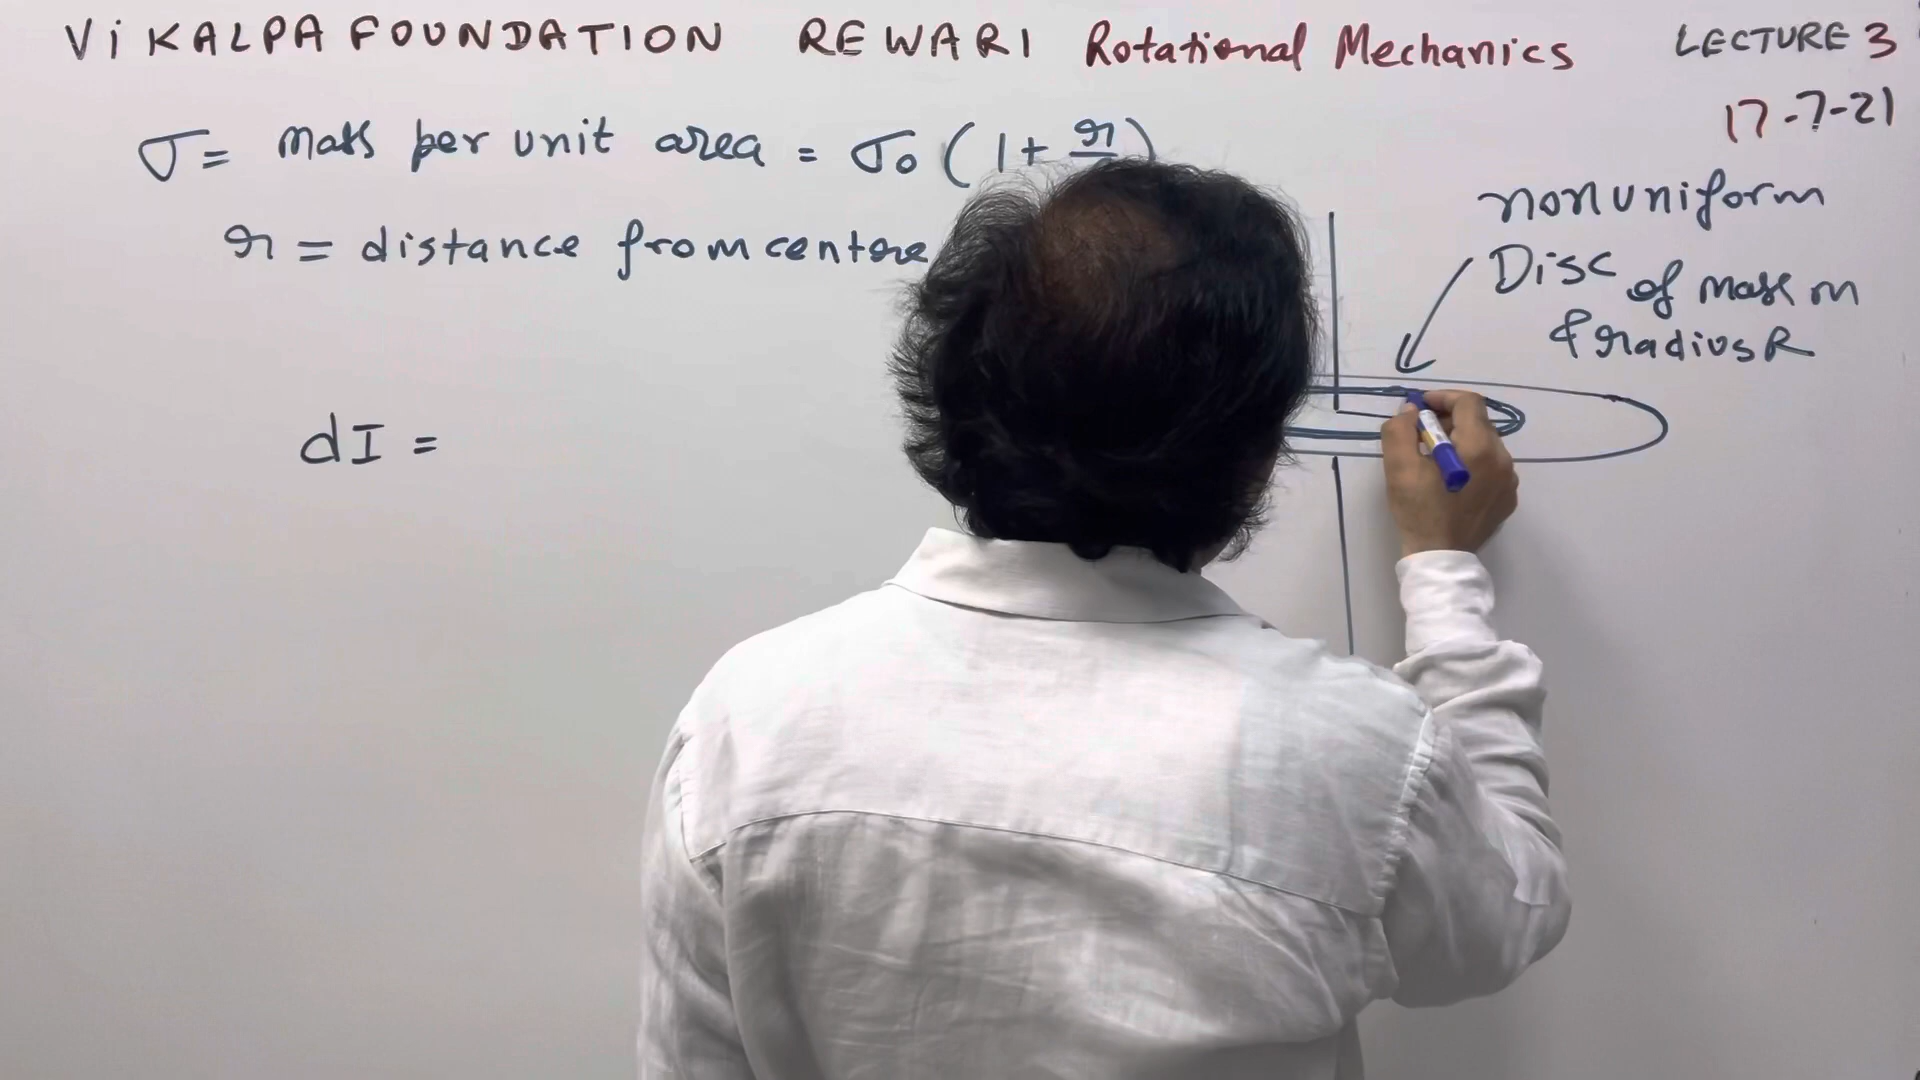 ViKALPA FOUNDATION REWARI Rotational Mechanics LECTURE 3
17-7-21
σ = mass per unit area = σ₀ ( 1 + r )
r = distance from centre
nonuniform
Disc of mass m
& radius R
dI =